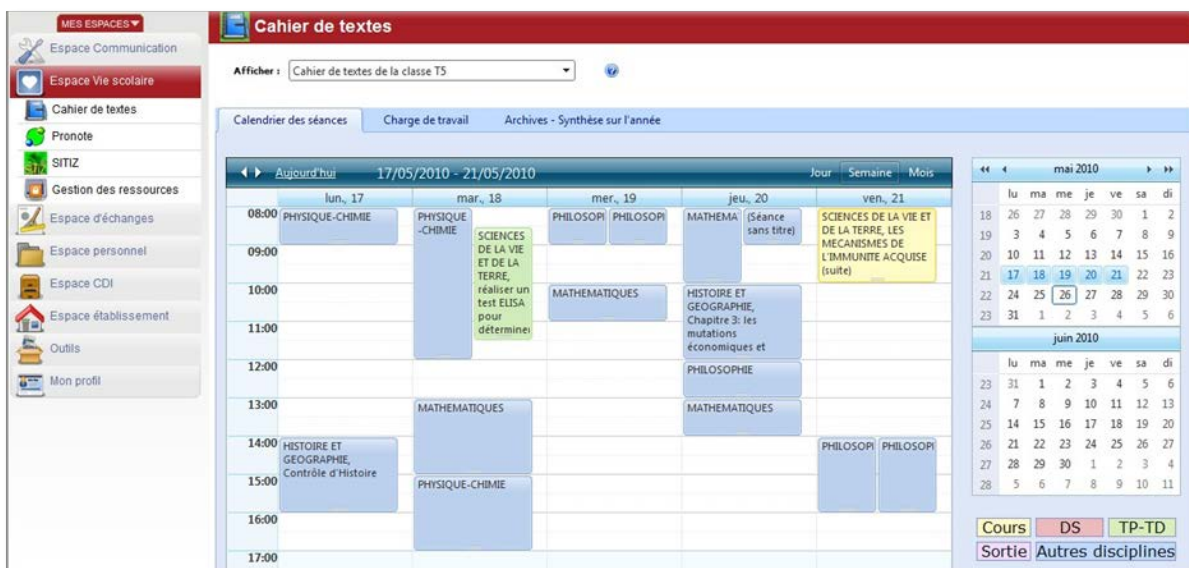 MES ESPACES
Espace Communication
Espace Vie scolaire
Cahier de textes
Pronote
SITIZ
Gestion des ressources
Espace d'échanges
Espace personnel
Espace CDI
Espace établissement
Outils
Mon profil
Cahier de textes
Afficher : Cahier de textes de la classe T5
Calendrier des séances Charge de travail Archives - Synthèse sur l'année
Aujourd'hui 17/05/2010 - 21/05/2010 Jour Semaine Mois
lun., 17 mar., 18 mer., 19 jeu., 20 ven., 21
08:00
09:00
10:00
11:00
12:00
13:00
14:00
15:00
16:00
17:00
PHYSIQUE-CHIMIE
HISTOIRE ET
GEOGRAPHIE,
Contrôle d'Histoire
PHYSIQUE
-CHIMIE
SCIENCES
DE LA VIE
ET DE LA
TERRE,
réaliser un
test ELISA
pour
déterminer
MATHEMATIQUES
PHYSIQUE-CHIMIE
PHILOSOPI PHILOSOPI
MATHEMATIQUES
MATHEMA
(Séance
sans titre)
HISTOIRE ET
GEOGRAPHIE,
Chapitre 3: les
mutations
économiques et
PHILOSOPHIE
MATHEMATIQUES
SCIENCES DE LA VIE ET
DE LA TERRE, LES
MECANISMES DE
L'IMMUNITE ACQUISE
(suite)
PHILOSOPI PHILOSOPI
mai 2010
lu ma me je ve sa di
18 26 27 28 29 30 1 2
19 3 4 5 6 7 8 9
20 10 11 12 13 14 15 16
21 17 18 19 20 21 22 23
22 24 25 26 27 28 29 30
23 31 1 2 3 4 5 6
juin 2010
lu ma me je ve sa di
23 31 1 2 3 4 5 6
24 7 8 9 10 11 12 13
25 14 15 16 17 18 19 20
26 21 22 23 24 25 26 27
27 28 29 30 1 2 3 4
28 5 6 7 8 9 10 11
Cours DS TP-TD
Sortie Autres disciplines